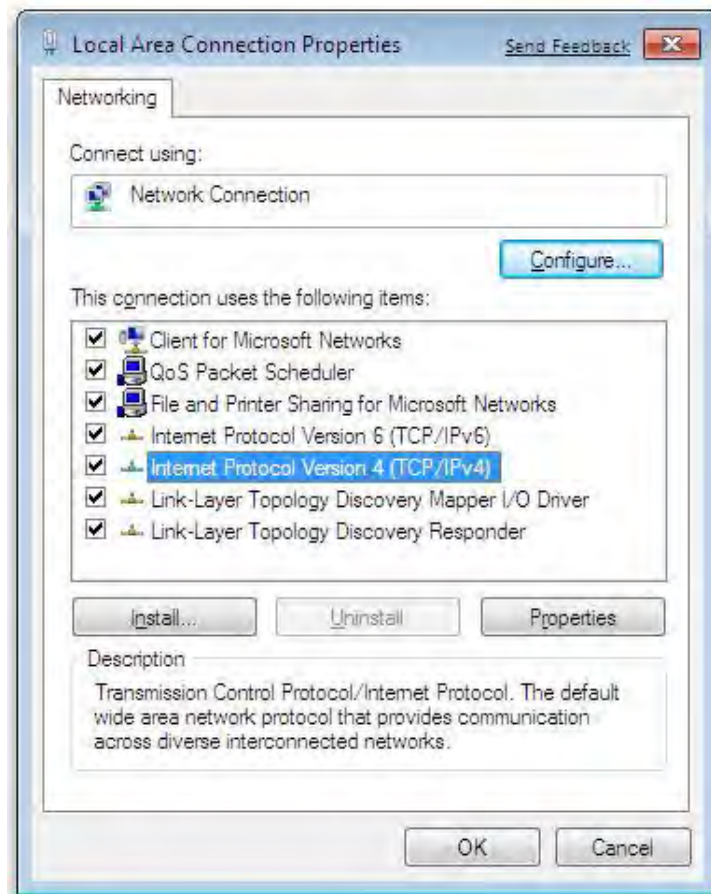 Local Area Connection Properties Send Feedback
Networking
Connect using:
Network Connection
Configure...
This connection uses the following items:
Client for Microsoft Networks
QoS Packet Scheduler
File and Printer Sharing for Microsoft Networks
Internet Protocol Version 6 (TCP/IPv6)
Internet Protocol Version 4 (TCP/IPv4)
Link-Layer Topology Discovery Mapper I/O Driver
Link-Layer Topology Discovery Responder
Install... Uninstall Properties
Description
Transmission Control Protocol/Internet Protocol. The default
wide area network protocol that provides communication
across diverse interconnected networks.
OK Cancel